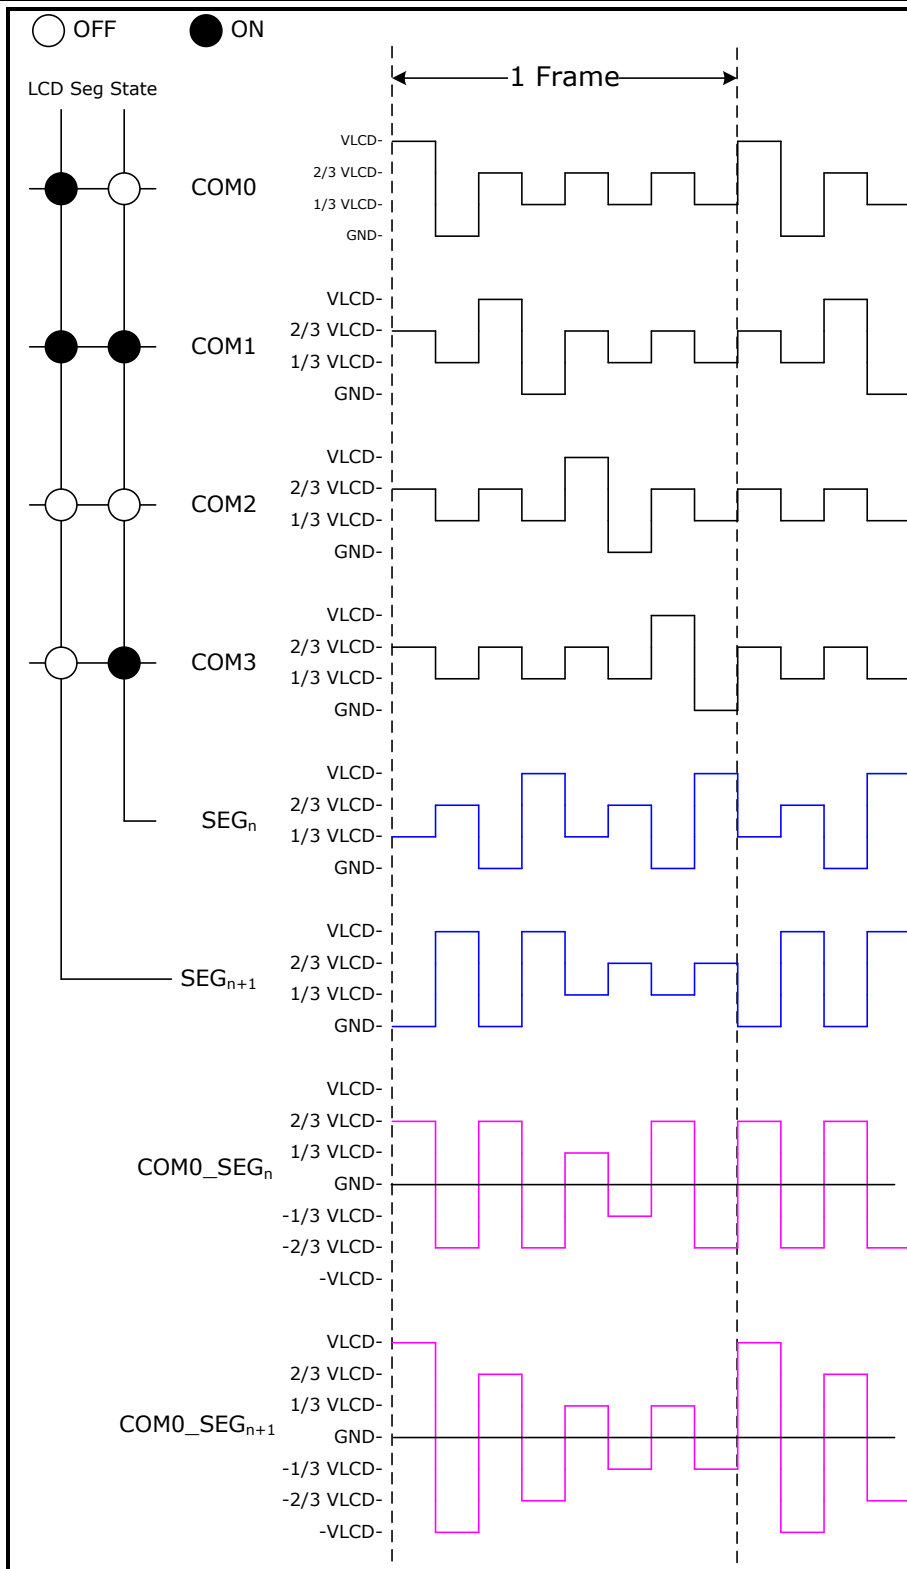 OFF ON
1 Frame
LCD Seg State
VLCD-
2/3 VLCD-
COM0
1/3 VLCD-
GND-
VLCD-
2/3 VLCD-
COM1
1/3 VLCD-
GND-
VLCD-
2/3 VLCD-
COM2
1/3 VLCD-
GND-
VLCD-
2/3 VLCD-
COM3
1/3 VLCD-
GND-
VLCD-
2/3 VLCD-
SEGn
1/3 VLCD-
GND-
VLCD-
2/3 VLCD-
SEGn+1
1/3 VLCD-
GND-
VLCD-
2/3 VLCD-
1/3 VLCD-
COM0_SEGn
GND-
-1/3 VLCD-
-2/3 VLCD-
-VLCD-
VLCD-
2/3 VLCD-
1/3 VLCD-
COM0_SEGn+1
GND-
-1/3 VLCD-
-2/3 VLCD-
-VLCD-